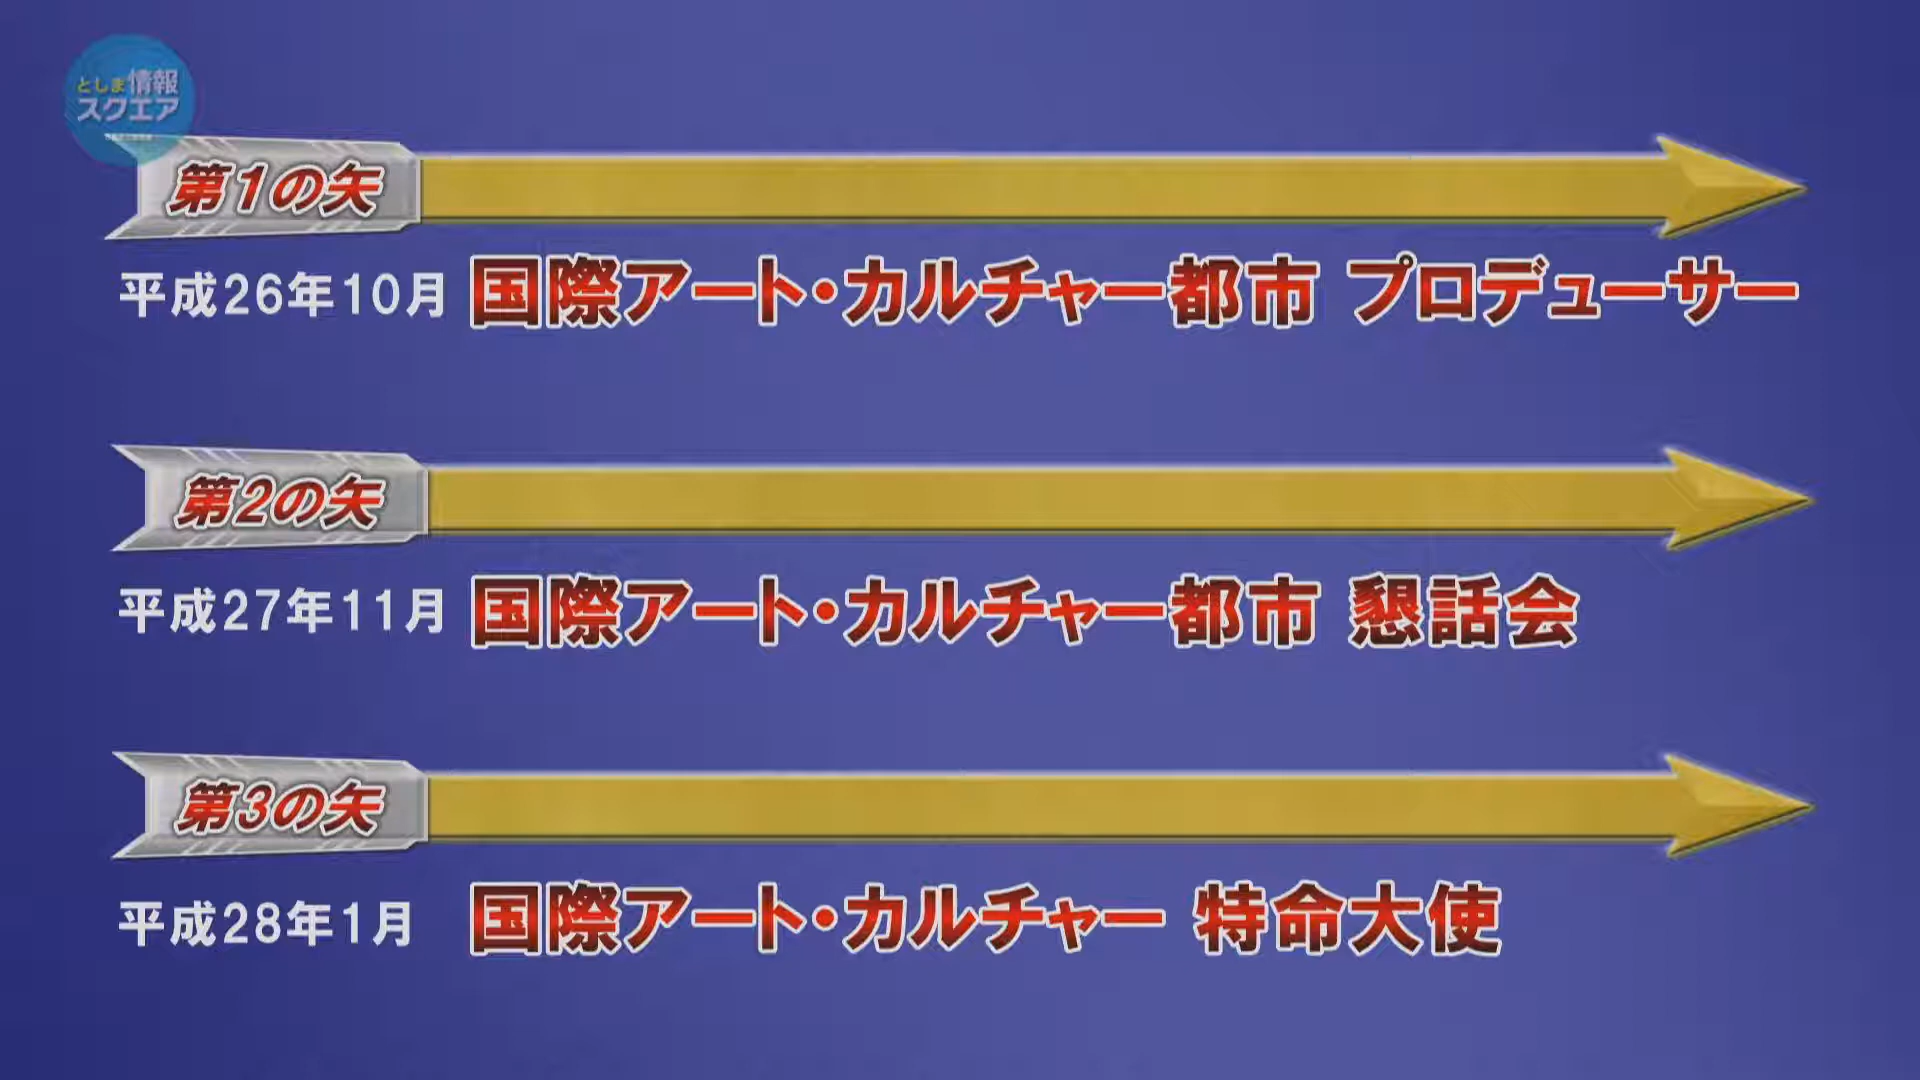 としま情報
スクエア
第1の矢
平成26年10月 国際アート・カルチャー都市 プロデューサー
第2の矢
平成27年11月 国際アート・カルチャー都市 懇話会
第3の矢
平成28年1月 国際アート・カルチャー 特命大使